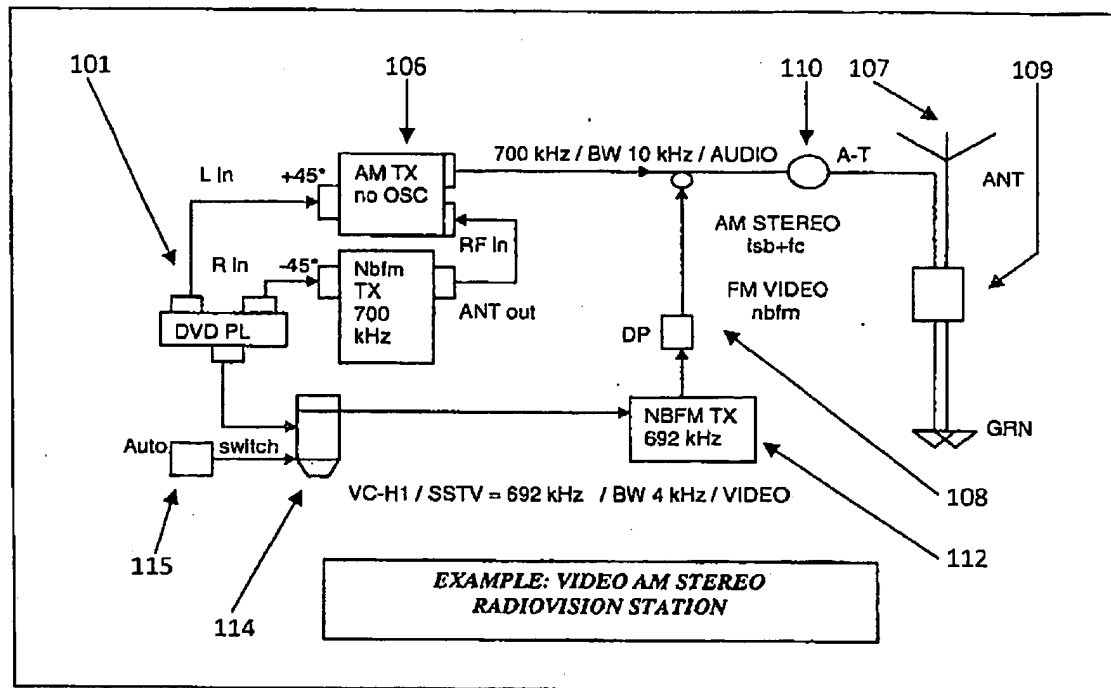 101
106
110
107
109
L In
+45°
AM TX
no OSC
700 kHz / BW 10 kHz / AUDIO
A-T
ANT
RF In
R In
-45°
Nbfm
TX
700
kHz
ANT out
AM STEREO
lsb+fc
FM VIDEO
nbfm
DVD PL
DP
NBFM TX
692 kHz
GRN
Auto
switch
VC-H1 / SSTV = 692 kHz / BW 4 kHz / VIDEO
108
115
114
112
EXAMPLE: VIDEO AM STEREO
RADIOVISION STATION